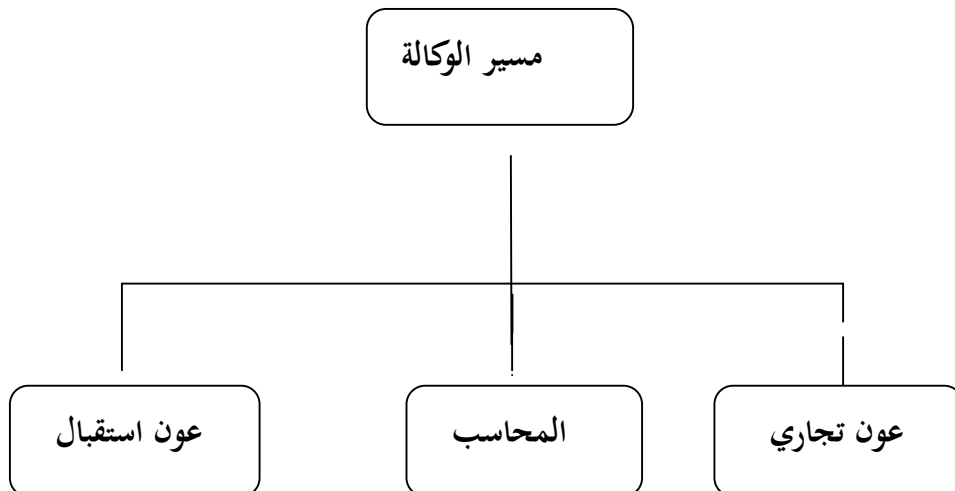 مسير الوكالة
عون تجاري
المحاسب
عون استقبال